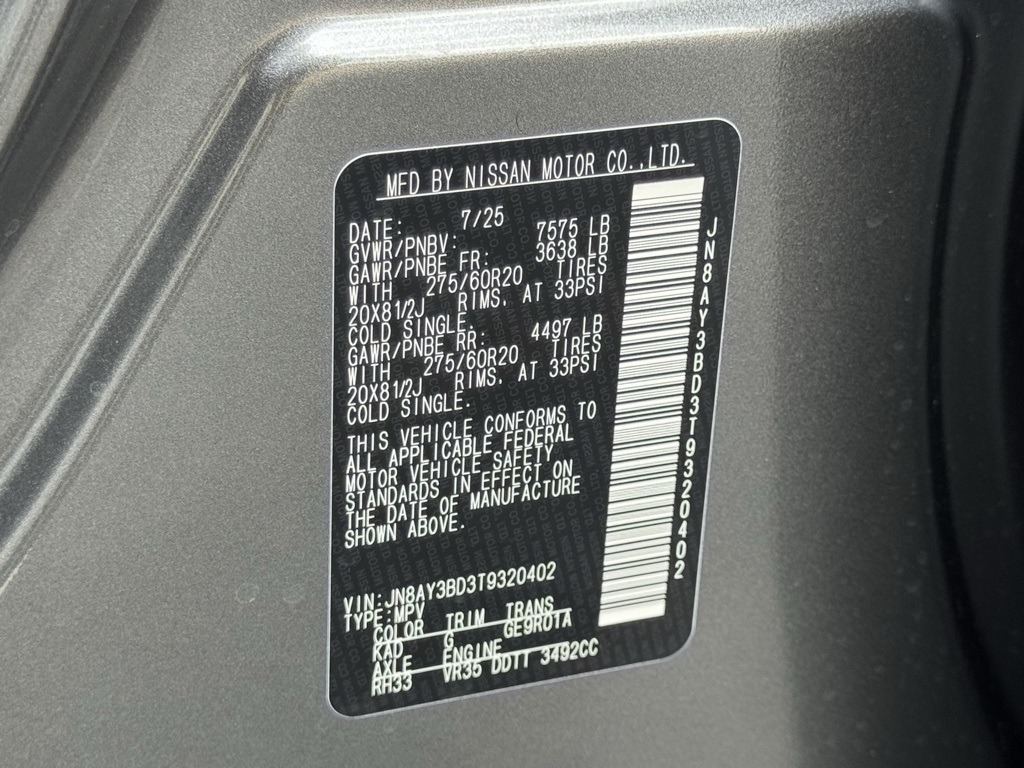 MFD BY NISSAN MOTOR CO.,LTD.
DATE: 7/25
GVWR/PNBV: 7575 LB
GAWR/PNBE FR: 3638 LB
WITH 275/60R20 TIRES
20X81/2J RIMS, AT 33PSI
COLD SINGLE.
GAWR/PNBE RR: 4497 LB
WITH 275/60R20 TIRES
20X81/2J RIMS, AT 33PSI
COLD SINGLE.
THIS VEHICLE CONFORMS TO
ALL APPLICABLE FEDERAL
MOTOR VEHICLE SAFETY
STANDARDS IN EFFECT ON
THE DATE OF MANUFACTURE
SHOWN ABOVE.
VIN:JN8AY3BD3T9320402
TYPE:MPV
COLOR TRIM TRANS
KAD G GE9R01A
AXLE ENGINE
RH33 VR35 DDTT 3492CC
JN8AY3BD3T9320402